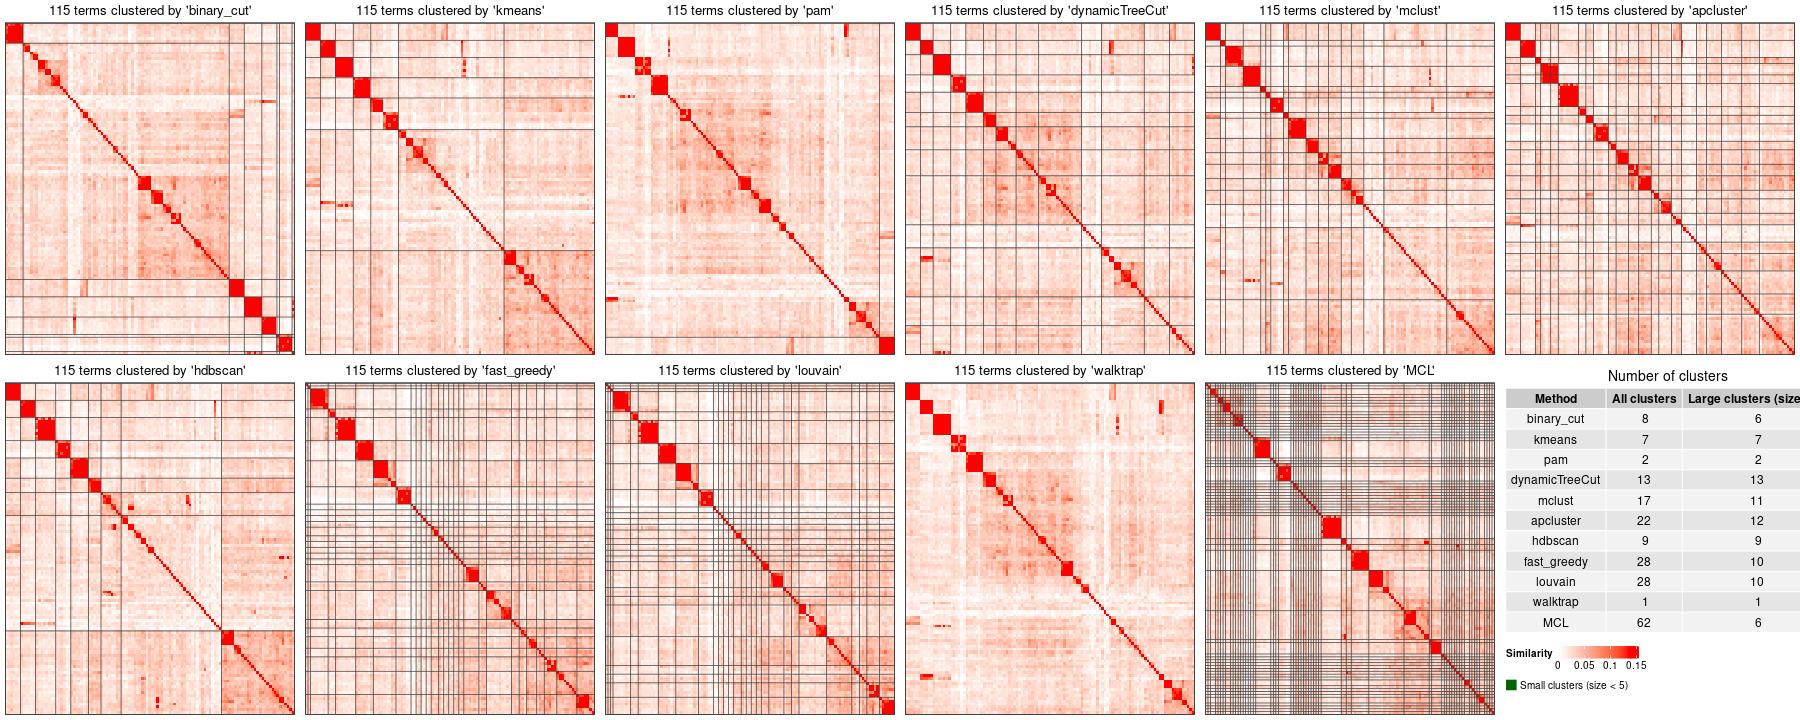 115 terms clustered by 'binary_cut'
115 terms clustered by 'kmeans'
115 terms clustered by 'pam'
115 terms clustered by 'dynamicTreeCut'
115 terms clustered by 'mclust'
115 terms clustered by 'apcluster'
115 terms clustered by 'hdbscan'
115 terms clustered by 'fast_greedy'
115 terms clustered by 'louvain'
115 terms clustered by 'walktrap'
115 terms clustered by 'MCL'
Number of clusters
Method All clusters Large clusters (size
binary_cut 8 6
kmeans 7 7
pam 2 2
dynamicTreeCut 13 13
mclust 17 11
apcluster 22 12
hdbscan 9 9
fast_greedy 28 10
louvain 28 10
walktrap 1 1
MCL 62 6
Similarity
0 0.05 0.1 0.15
Small clusters (size < 5)